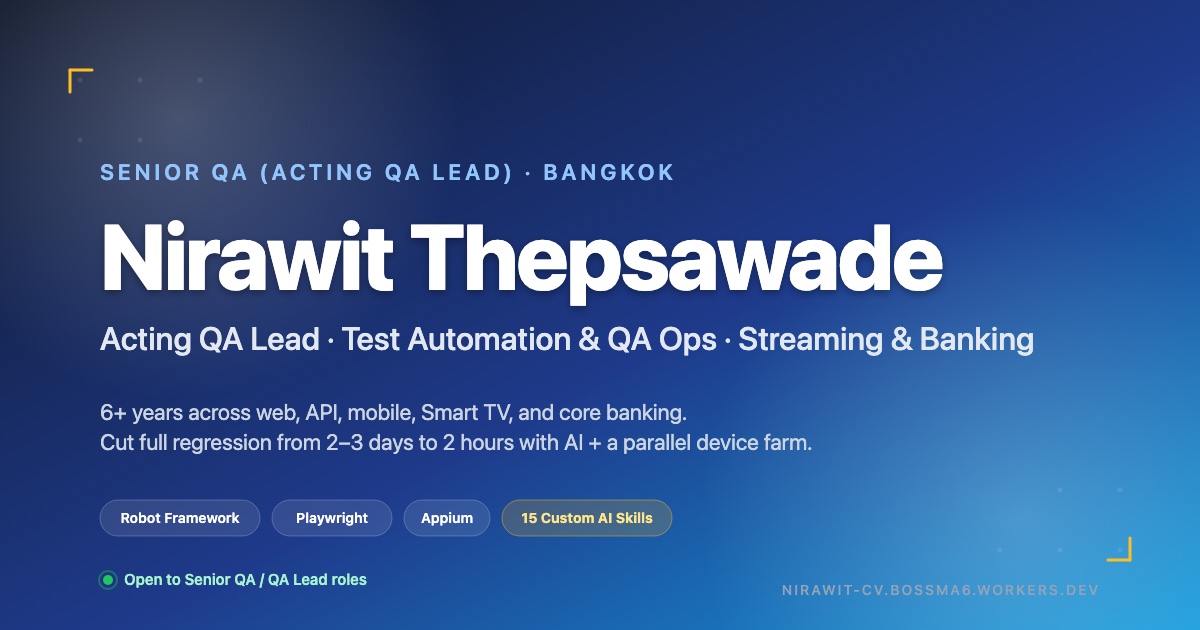 SENIOR QA (ACTING QA LEAD) · BANGKOK
Nirawit Thepsawade
Acting QA Lead · Test Automation & QA Ops · Streaming & Banking
6+ years across web, API, mobile, Smart TV, and core banking.
Cut full regression from 2–3 days to 2 hours with AI + a parallel device farm.
Robot Framework Playwright Appium 15 Custom AI Skills
Open to Senior QA / QA Lead roles
NIRAWIT-CV.BOSSMA6.WORKERS.DEV